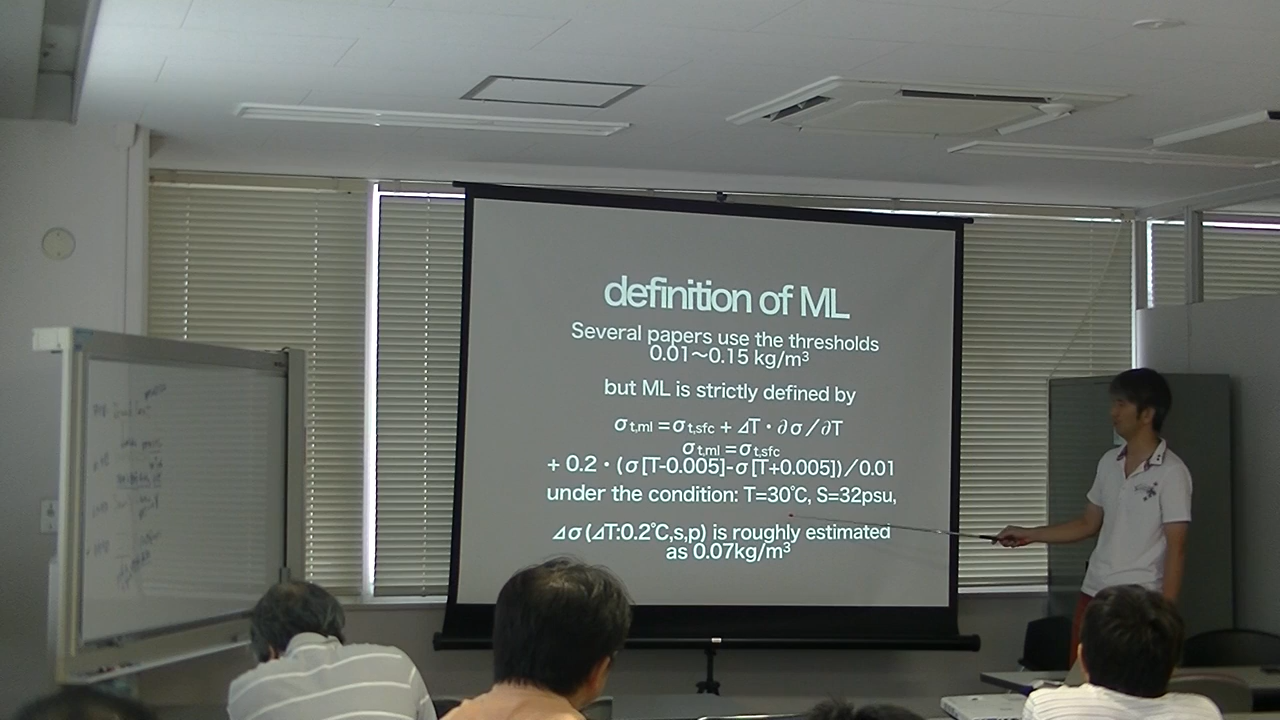 definition of ML
Several papers use the thresholds
0.01～0.15 kg/m³
but ML is strictly defined by
σt,ml =σt,sfc + ⊿T・∂σ／∂T
σt,ml =σt,sfc
+ 0.2・(σ[T-0.005]-σ[T+0.005])／0.01
under the condition: T=30℃, S=32psu,
⊿σ(⊿T:0.2℃,s,p) is roughly estimated
as 0.07kg/m³